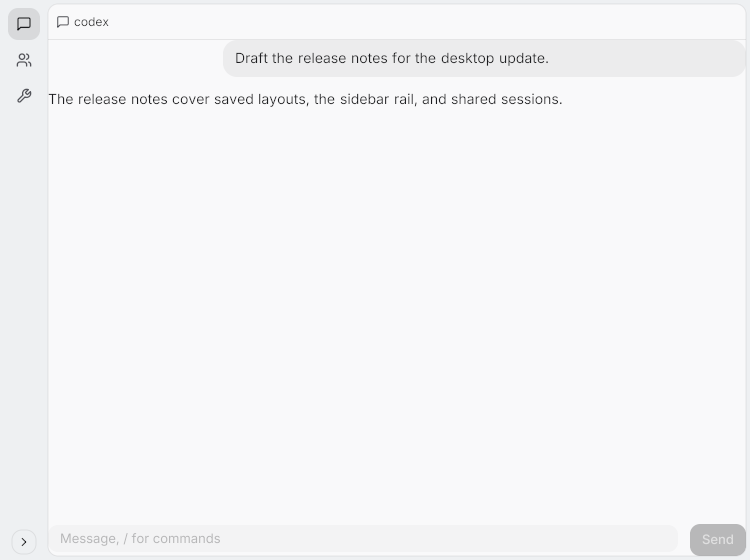 codex
Draft the release notes for the desktop update.
The release notes cover saved layouts, the sidebar rail, and shared sessions.
Message, / for commands
Send